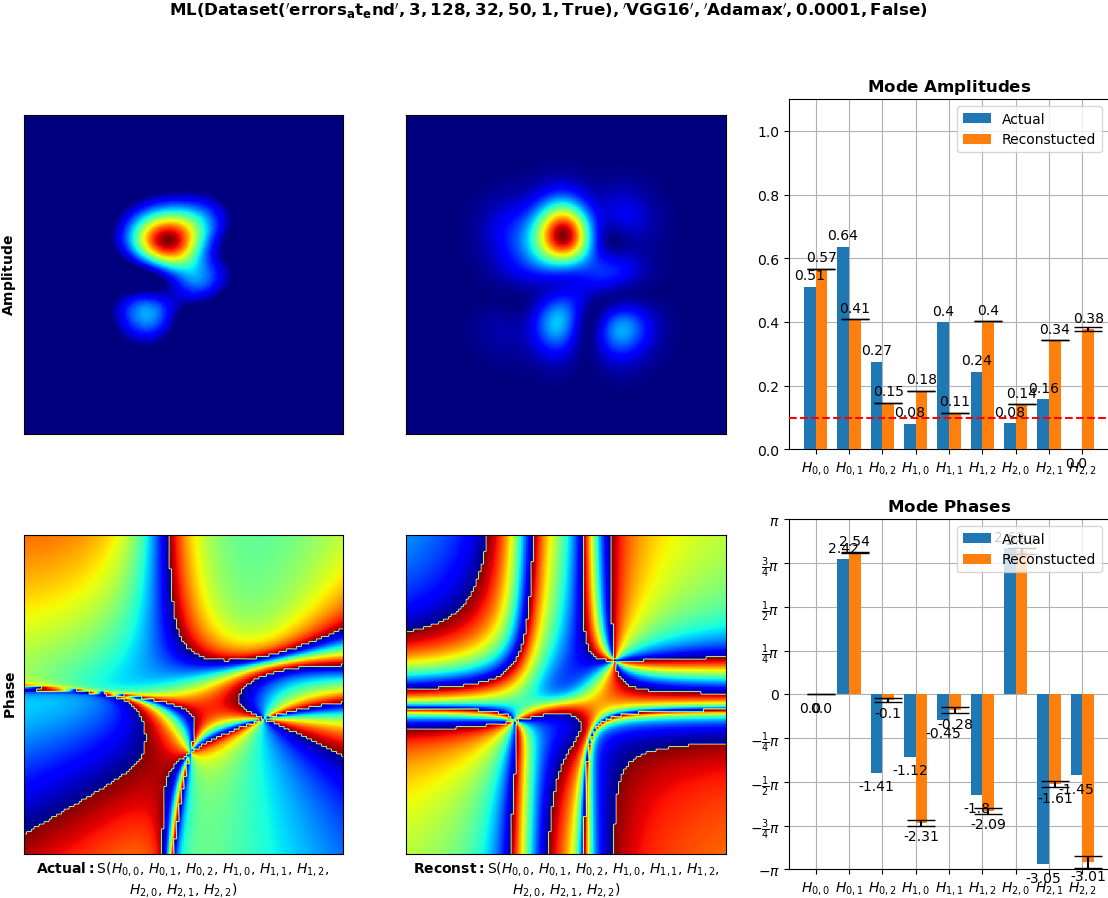 ML(Dataset('errors_at_end', 3, 128, 32, 50, 1, True), 'VGG16', 'Adamax', 0.0001, False)
Mode Amplitudes
Amplitude
1.0
0.8
0.6
0.4
0.2
0.0
Actual
Reconstucted
0.51
0.57
0.64
0.41
0.27
0.15
0.08
0.18
0.4
0.11
0.24
0.4
0.08
0.14
0.16
0.34
0.0
0.38
H0,0 H0,1 H0,2 H1,0 H1,1 H1,2 H2,0 H2,1 H2,2
Mode Phases
Phase
π
3/4π
1/2π
1/4π
0
−1/4π
−1/2π
−3/4π
−π
Actual
Reconstucted
0.0
0.0
2.42
2.54
-1.41
-0.1
-1.12
-2.31
-0.45
-0.28
-1.8
-2.09
-3.05
-1.61
-1.45
-3.01
H0,0 H0,1 H0,2 H1,0 H1,1 H1,2 H2,0 H2,1 H2,2
Actual: S(H0,0, H0,1, H0,2, H1,0, H1,1, H1,2,
H2,0, H2,1, H2,2)
Reconst: S(H0,0, H0,1, H0,2, H1,0, H1,1, H1,2,
H2,0, H2,1, H2,2)